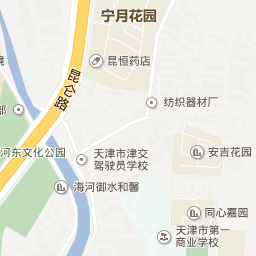 宁月花园
境
昆恒药店
昆仑路
纺织器材厂
部
河东文化公园
天津市津交
驾驶员学校
安吉花园
海河御水和馨
同心嘉园
天津市第一
商业学校